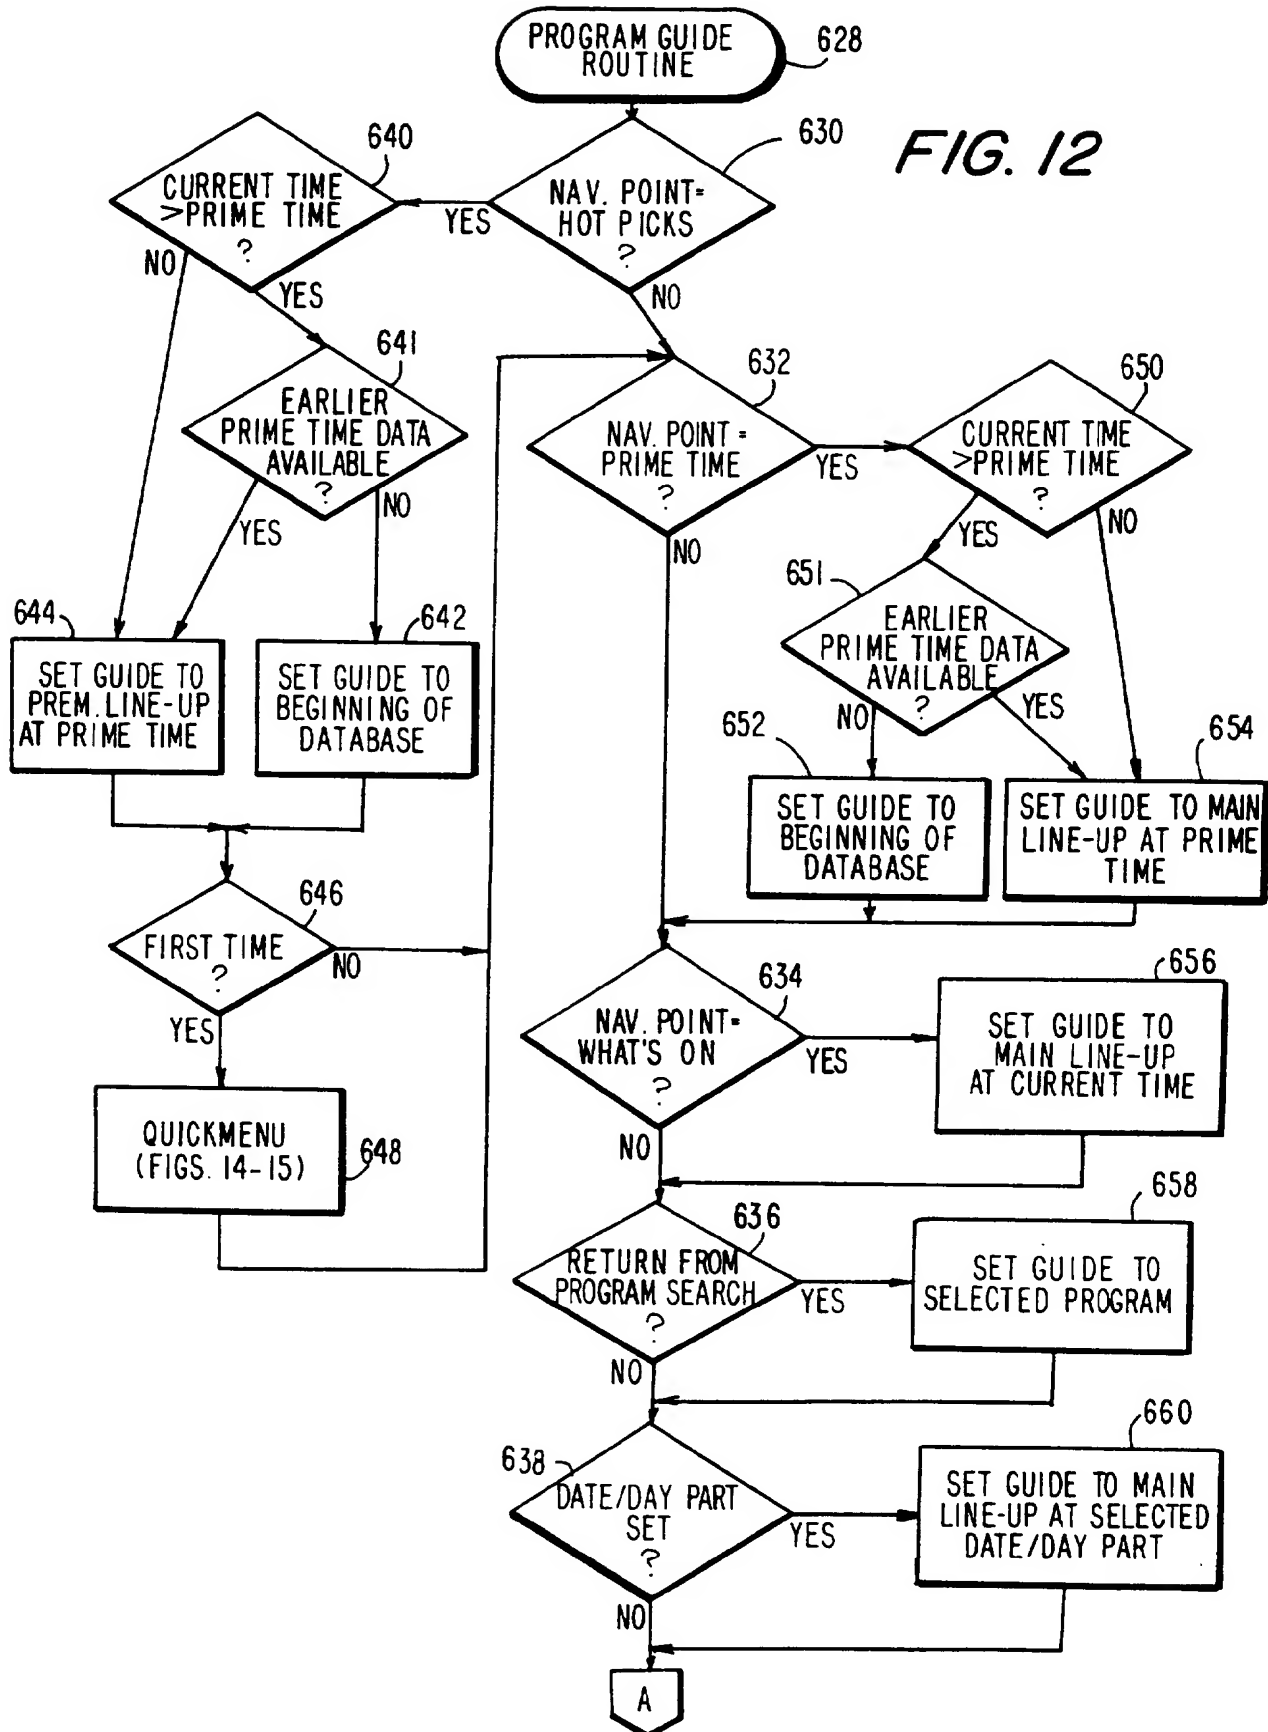 PROGRAM GUIDE
ROUTINE
628
FIG. 12
640
CURRENT TIME
>PRIME TIME
?
NO
YES
630
NAV. POINT=
HOT PICKS
?
YES
NO
641
EARLIER
PRIME TIME DATA
AVAILABLE
?
YES
NO
632
NAV. POINT =
PRIME TIME
?
YES
NO
650
CURRENT TIME
>PRIME TIME
?
YES
NO
651
EARLIER
PRIME TIME DATA
AVAILABLE
?
NO
YES
644
SET GUIDE TO
PREM. LINE-UP
AT PRIME TIME
642
SET GUIDE TO
BEGINNING OF
DATABASE
652
SET GUIDE TO
BEGINNING OF
DATABASE
654
SET GUIDE TO MAIN
LINE-UP AT PRIME
TIME
646
FIRST TIME
?
NO
YES
634
NAV. POINT=
WHAT'S ON
?
YES
NO
656
SET GUIDE TO
MAIN LINE-UP
AT CURRENT TIME
QUICKMENU
(FIGS. 14-15)
648
636
RETURN FROM
PROGRAM SEARCH
?
YES
NO
658
SET GUIDE TO
SELECTED PROGRAM
638
DATE/DAY PART
SET
?
YES
NO
660
SET GUIDE TO MAIN
LINE-UP AT SELECTED
DATE/DAY PART
A